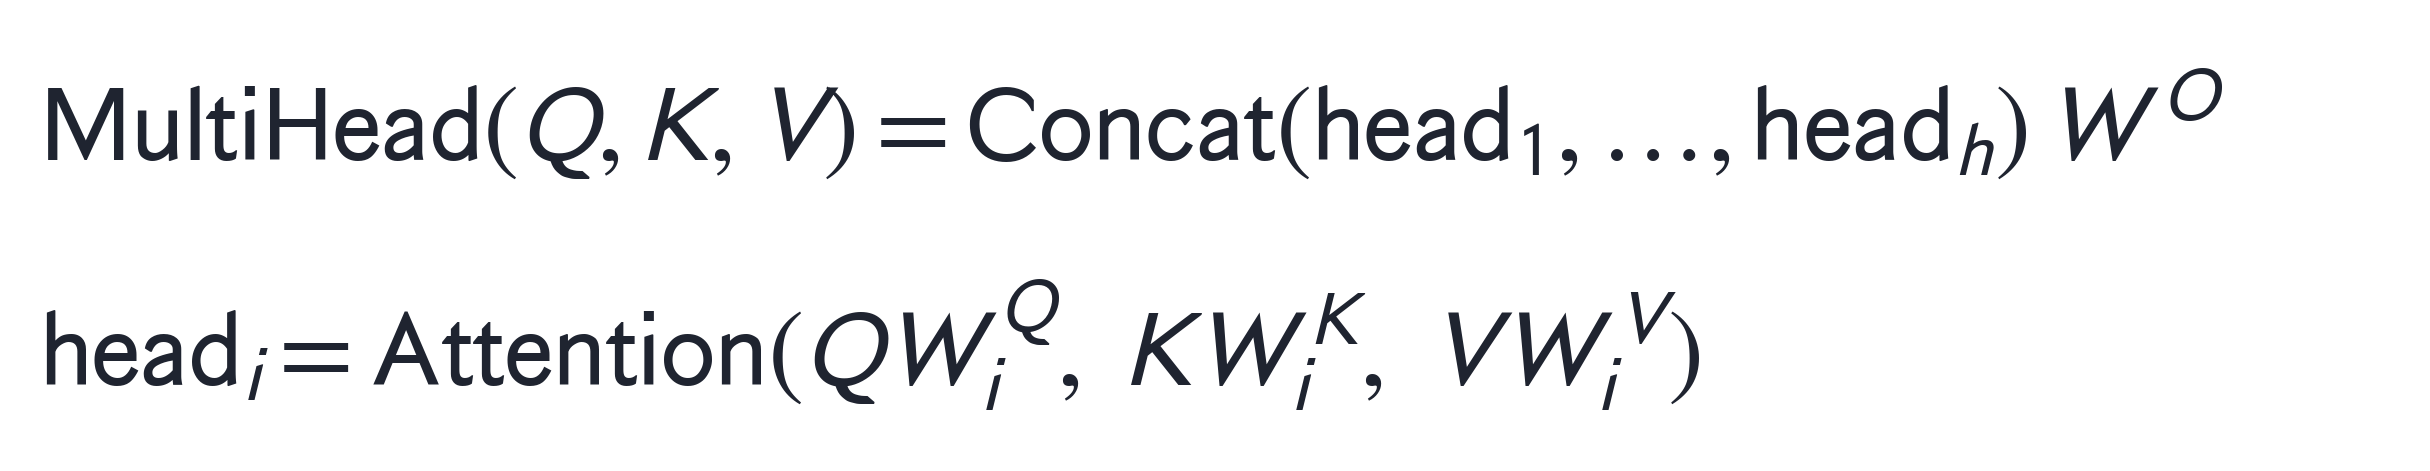 MultiHead(Q, K, V) = Concat(head₁, …, headₕ) W^O
headᵢ = Attention(QWᵢ^Q, KWᵢ^K, VWᵢ^V)